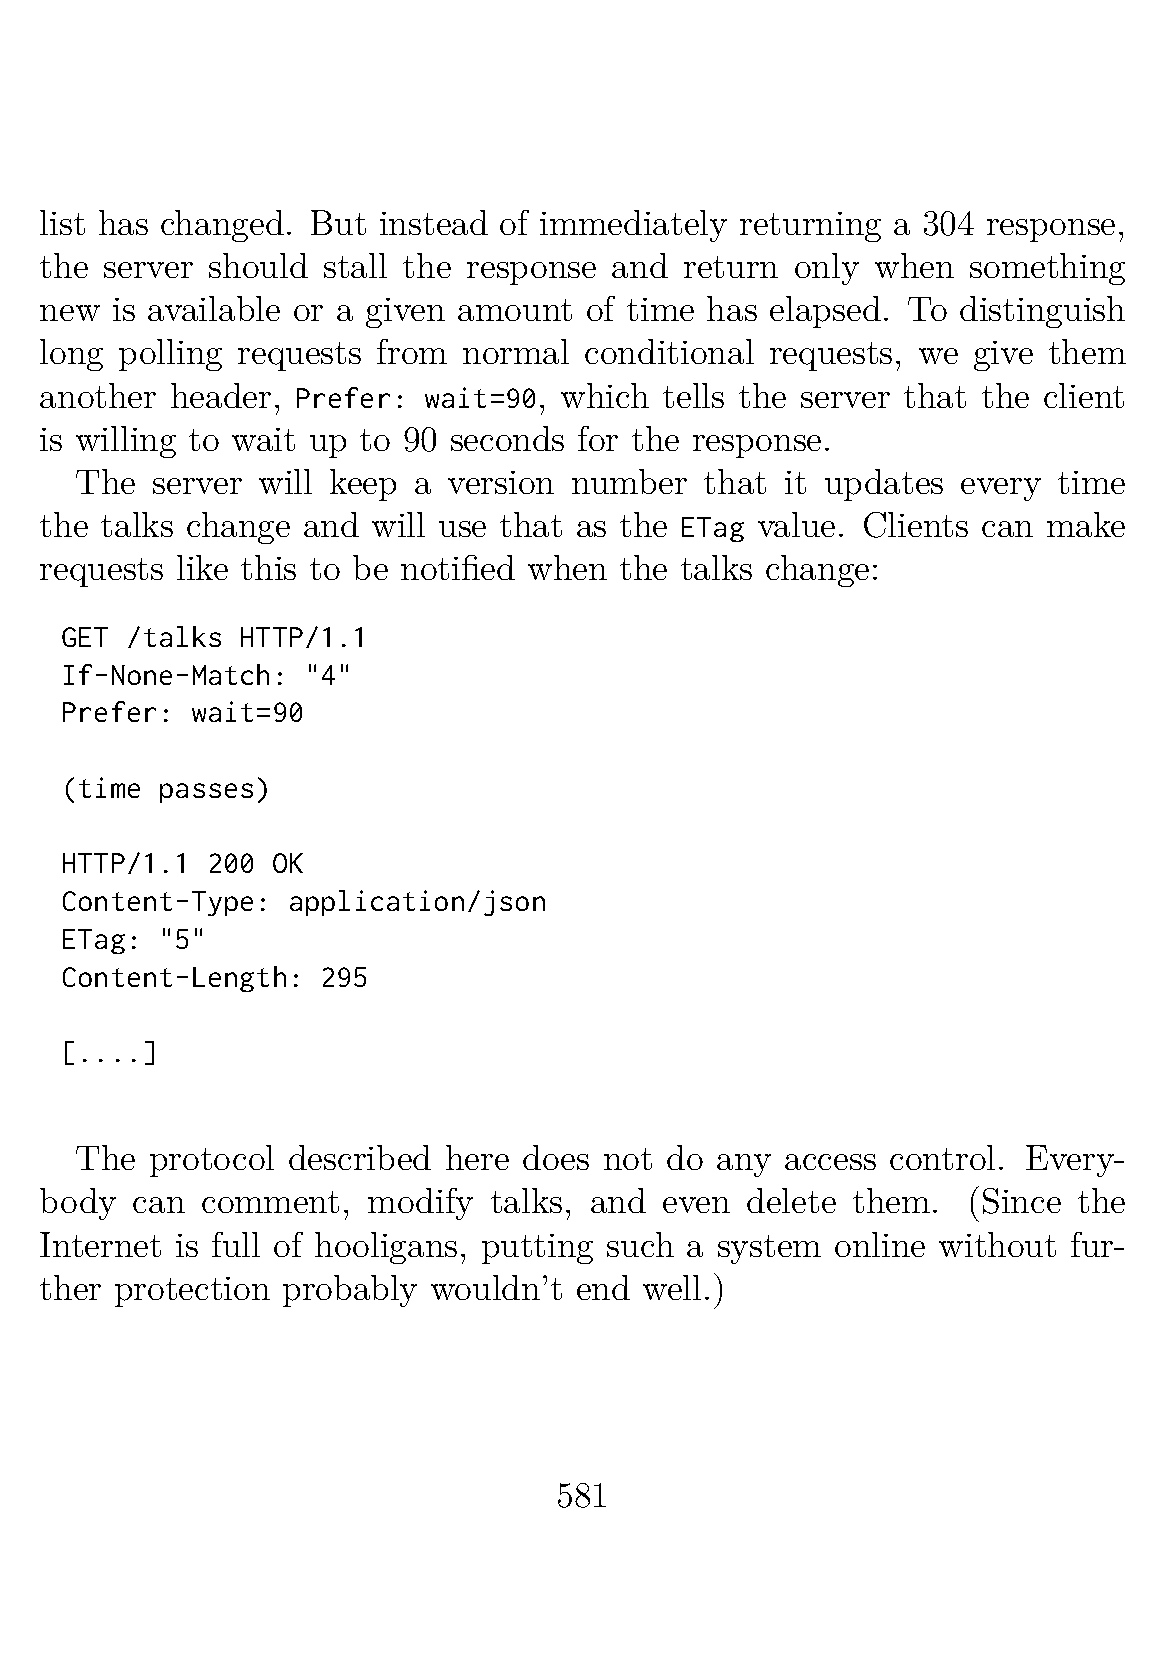 list has changed. But instead of immediately returning a 304 response,
the server should stall the response and return only when something
new is available or a given amount of time has elapsed. To distinguish
long polling requests from normal conditional requests, we give them
another header, Prefer: wait=90, which tells the server that the client
is willing to wait up to 90 seconds for the response.
The server will keep a version number that it updates every time
the talks change and will use that as the ETag value. Clients can make
requests like this to be notified when the talks change:
GET /talks HTTP/1.1
If-None-Match: "4"
Prefer: wait=90
(time passes)
HTTP/1.1 200 OK
Content-Type: application/json
ETag: "5"
Content-Length: 295
[....]
The protocol described here does not do any access control. Every-
body can comment, modify talks, and even delete them. (Since the
Internet is full of hooligans, putting such a system online without fur-
ther protection probably wouldn't end well.)
581